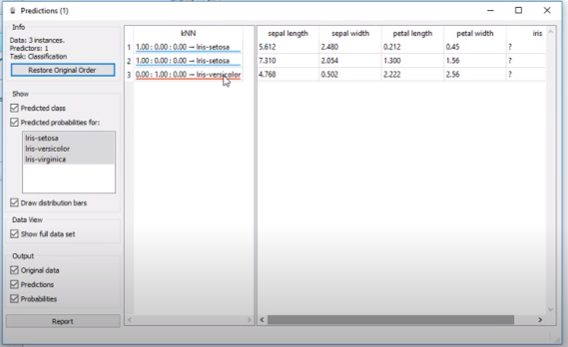 Predictions (1)
Info
Data: 3 instances.
Predictors: 1
Task: Classification
Restore Original Order
Show
Predicted class
Predicted probabilities for:
Iris-setosa
Iris-versicolor
Iris-virginica
Draw distribution bars
Data View
Show full data set
Output
Original data
Predictions
Probabilities
Report
kNN
1 1.00 : 0.00 : 0.00 → Iris-setosa
2 1.00 : 0.00 : 0.00 → Iris-setosa
3 0.00 : 1.00 : 0.00 → Iris-versicolor
sepal length sepal width petal length petal width iris
5.612 2.480 0.212 0.45 ?
7.310 2.054 1.300 1.56 ?
4.768 0.502 2.222 2.56 ?